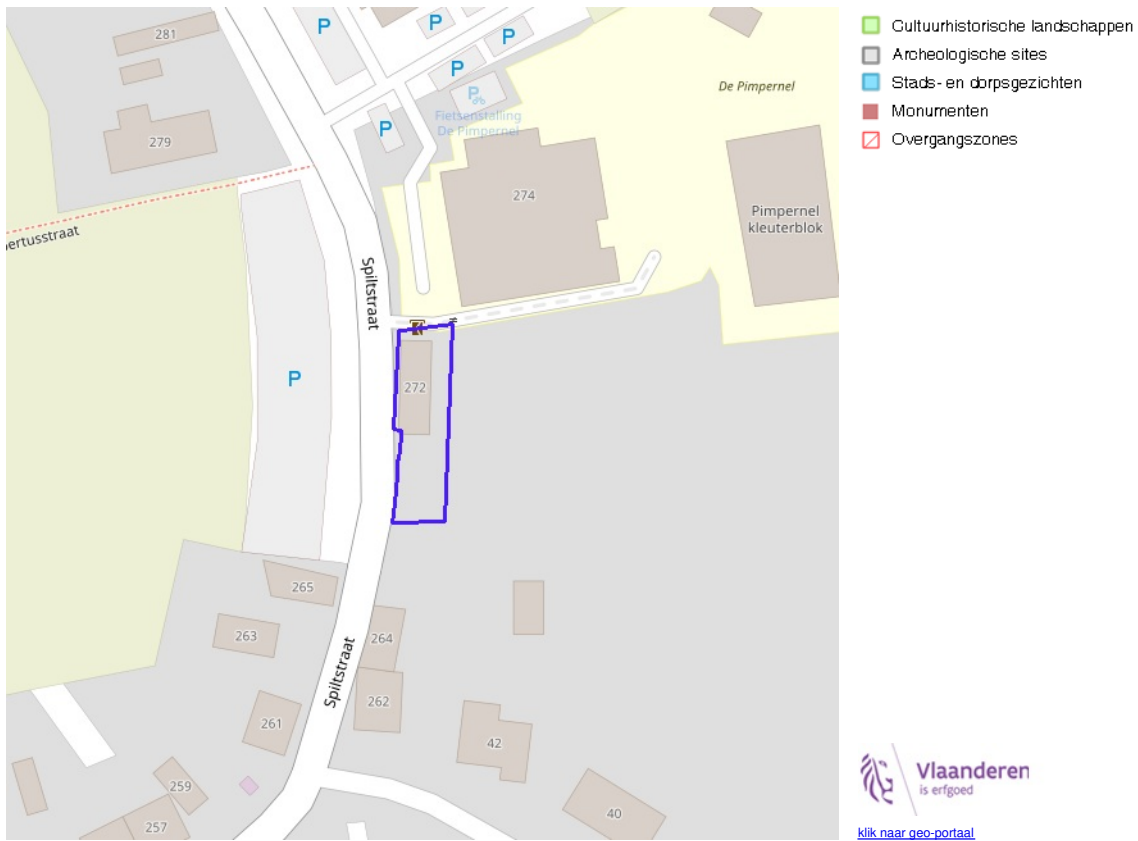 281
P
P
P
P
P
De Pimpernel
Cultuurhistorische landschappen
Archeologische sites
Stads- en dorpsgezichten
Monumenten
Overgangszones
P
Fietsenstalling
De Pimpernel
279
274
Pimpernel
kleuterblok
ertusstraat
Spiltstraat
P
272
265
263
264
Spiltstraat
262
261
42
259
257
40
Vlaanderen
is erfgoed
klik naar geo-portaal